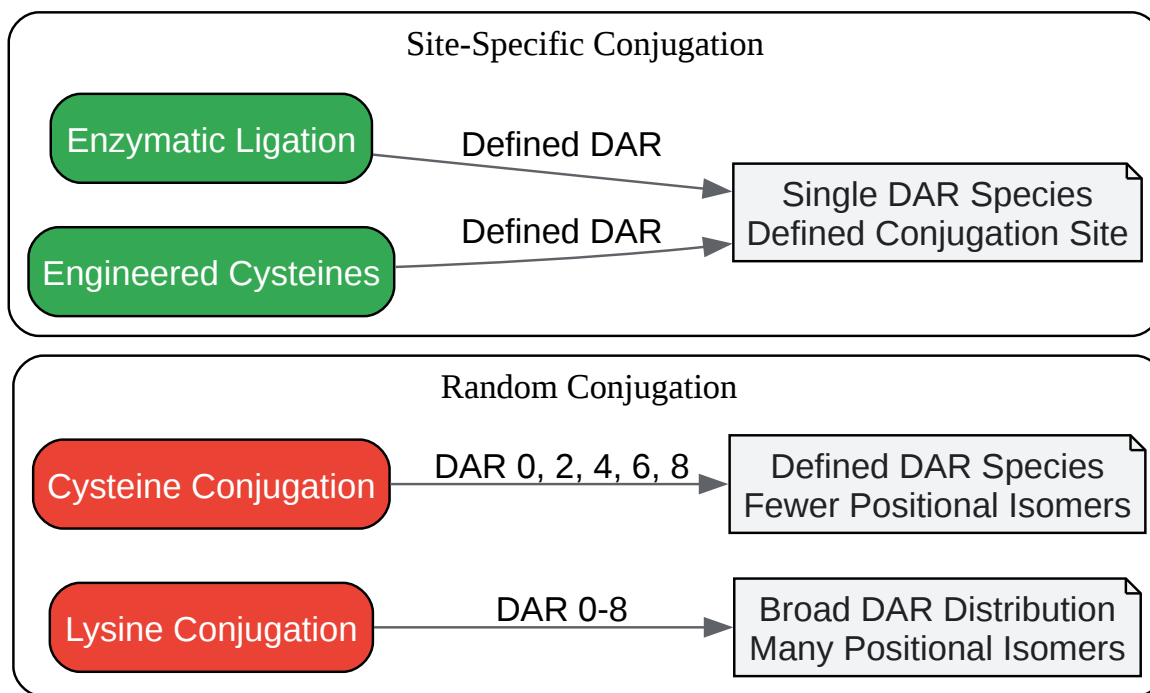 Site-Specific Conjugation
Enzymatic Ligation
Defined DAR
Single DAR Species
Defined Conjugation Site
Defined DAR
Engineered Cysteines
Random Conjugation
Cysteine Conjugation
DAR 0, 2, 4, 6, 8
Defined DAR Species
Fewer Positional Isomers
Lysine Conjugation
DAR 0-8
Broad DAR Distribution
Many Positional Isomers